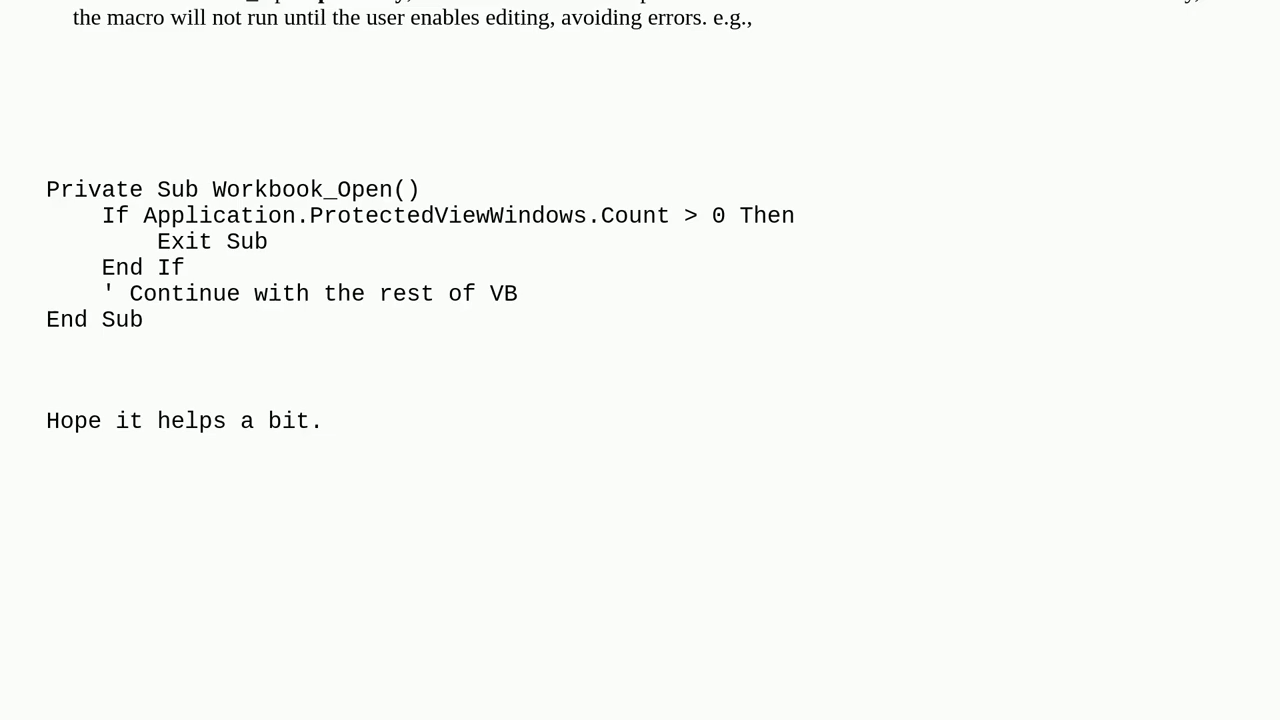 the macro will not run until the user enables editing, avoiding errors. e.g.,
Private Sub Workbook_Open()
    If Application.ProtectedViewWindows.Count > 0 Then
        Exit Sub
    End If
    ' Continue with the rest of VB
End Sub
Hope it helps a bit.